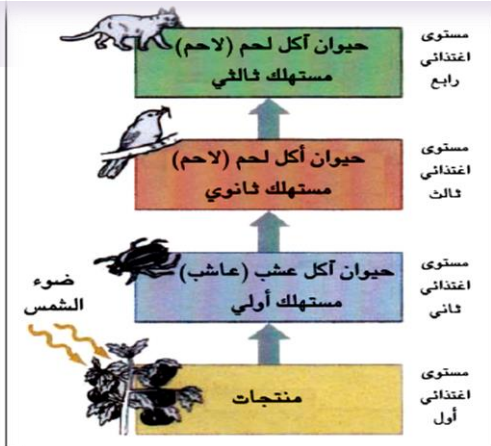 حيوان آكل لحم (لاحم)
مستهلك ثالثي
مستوى
اغتذائي
رابع
حيوان أكل لحم (لاحم)
مستهلك ثانوي
مستوى
اغتذائي
ثالث
حيوان آكل عشب (عاشب)
مستهلك أولي
مستوى
اغتذائي
ثاني
ضوء
الشمس
منتجات
مستوى
اغتذائي
أول